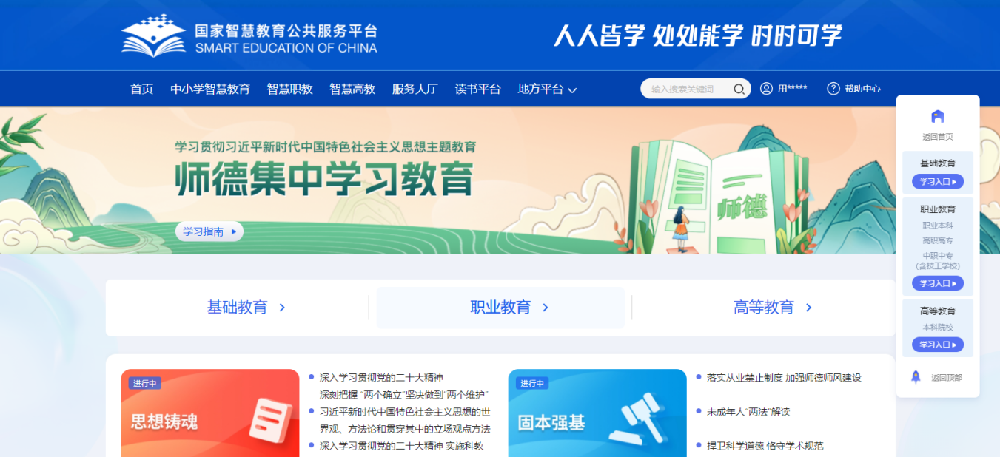 国家智慧教育公共服务平台
SMART EDUCATION OF CHINA
人人皆学 处处能学 时时可学
首页 中小学智慧教育 智慧职教 智慧高教 服务大厅 读书平台 地方平台 输入搜索关键词 用***** 帮助中心
学习贯彻习近平新时代中国特色社会主义思想主题教育
师德集中学习教育
学习指南
师德
返回首页
基础教育
学习入口
职业教育
职业本科
高职高专
中职中专
(含技工学校)
学习入口
高等教育
本科院校
学习入口
返回顶部
基础教育 职业教育 高等教育
进行中
思想铸魂
深入学习贯彻党的二十大精神
深刻把握 “两个确立”坚决做到“两个维护”
习近平新时代中国特色社会主义思想的世
界观、方法论和贯穿其中的立场观点方法
深入学习贯彻党的二十大精神 实施科教
进行中
固本强基
落实从业禁止制度 加强师德师风建设
未成年人“两法”解读
捍卫科学道德 恪守学术规范